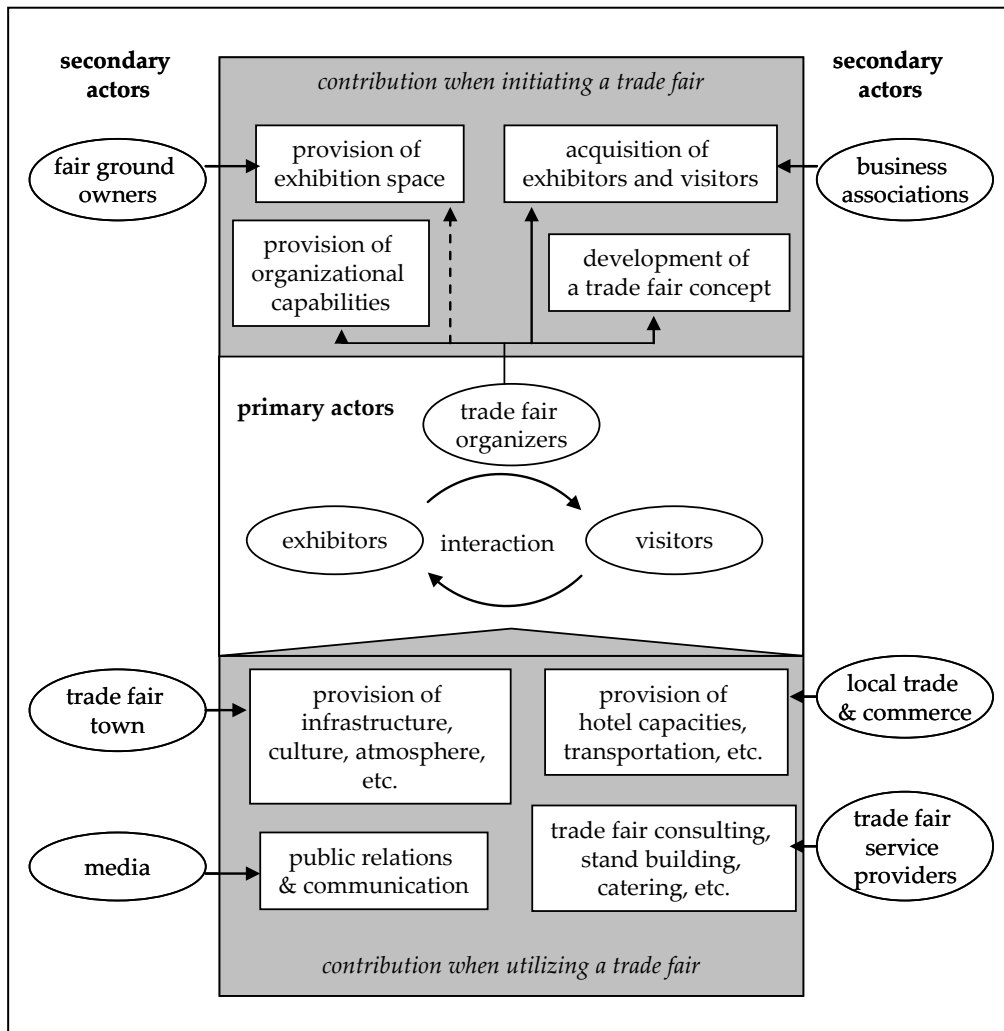 secondary
actors
contribution when initiating a trade fair
secondary
actors
fair ground
owners
provision of
exhibition space
acquisition of
exhibitors and visitors
business
associations
provision of
organizational
capabilities
development of
a trade fair concept
primary actors
trade fair
organizers
exhibitors
interaction
visitors
trade fair
town
provision of
infrastructure,
culture, atmosphere,
etc.
provision of
hotel capacities,
transportation, etc.
local trade
& commerce
media
public relations
& communication
trade fair consulting,
stand building,
catering, etc.
trade fair
service
providers
contribution when utilizing a trade fair